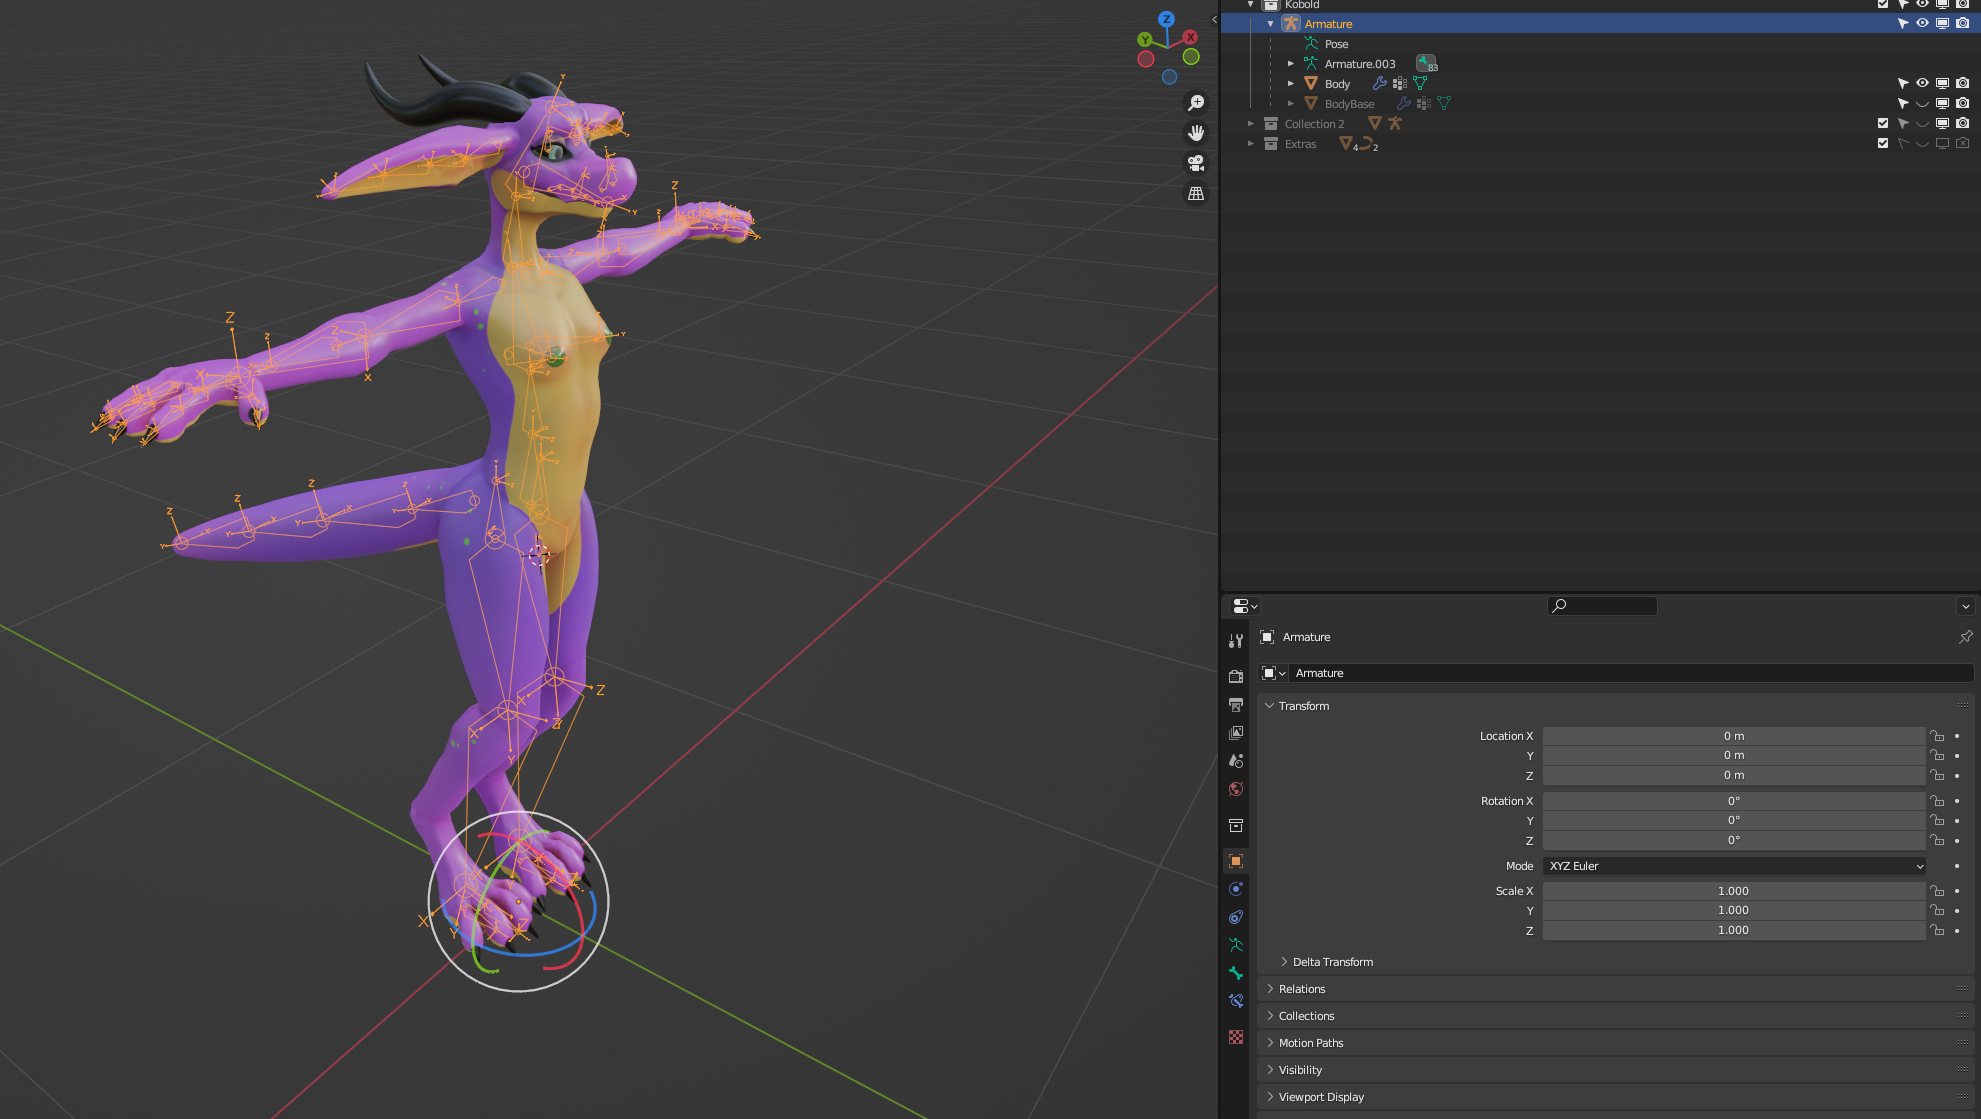 Kobold
Armature
Pose
Armature.003
83
Body
BodyBase
Collection 2
Extras
4
2
Armature
Armature
Transform
Location X
0 m
Y
0 m
Z
0 m
Rotation X
0°
Y
0°
Z
0°
Mode
XYZ Euler
Scale X
1.000
Y
1.000
Z
1.000
Delta Transform
Relations
Collections
Motion Paths
Visibility
Viewport Display
Z
Y
X